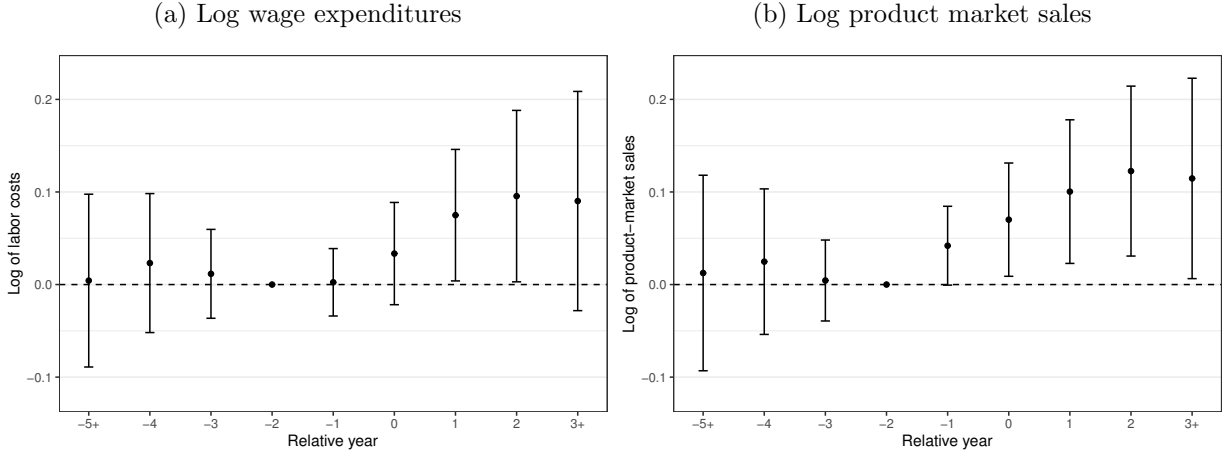 (a) Log wage expenditures
Log of labor costs
0.2
0.1
0.0
−0.1
−5+ −4 −3 −2 −1 0 1 2 3+
Relative year
(b) Log product market sales
Log of product−market sales
0.2
0.1
0.0
−0.1
−5+ −4 −3 −2 −1 0 1 2 3+
Relative year